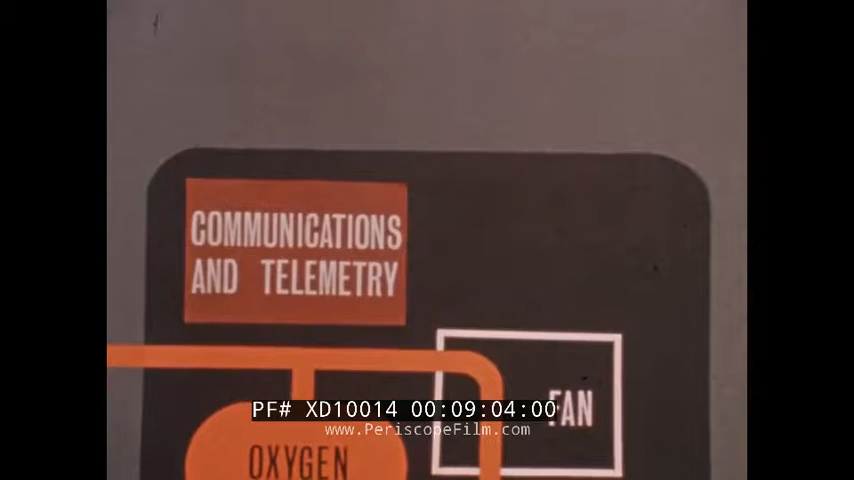 COMMUNICATIONS
AND TELEMETRY
FAN
PF# XD10014 00:09:04:00
www.PeriscopeFilm.com
OXYGEN